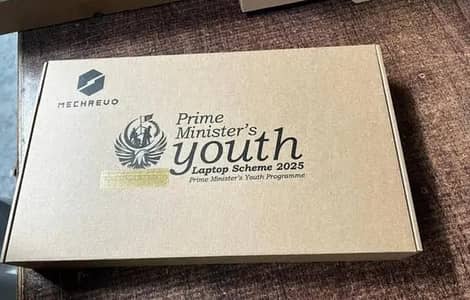 MECHREVO
Prime
Minister's
youth
Laptop Scheme 2025
Prime Minister's Youth Programme